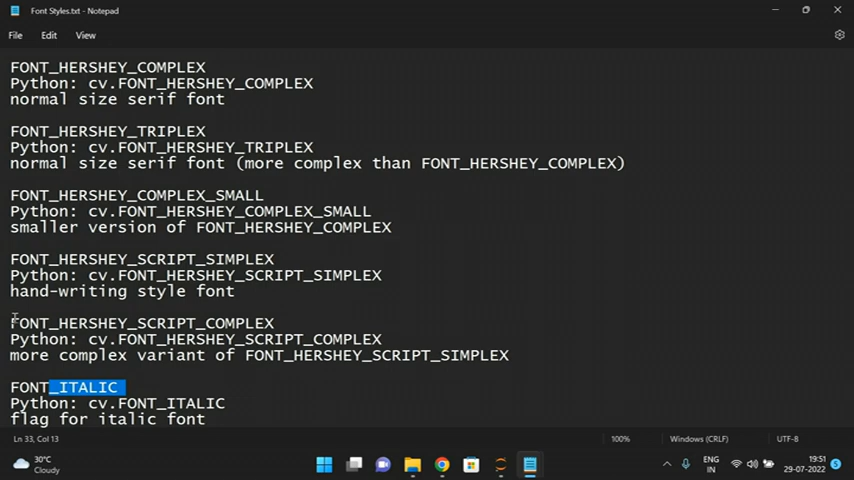 Font Styles.txt - Notepad
File Edit View
FONT_HERSHEY_COMPLEX
Python: cv.FONT_HERSHEY_COMPLEX
normal size serif font
FONT_HERSHEY_TRIPLEX
Python: cv.FONT_HERSHEY_TRIPLEX
normal size serif font (more complex than FONT_HERSHEY_COMPLEX)
FONT_HERSHEY_COMPLEX_SMALL
Python: cv.FONT_HERSHEY_COMPLEX_SMALL
smaller version of FONT_HERSHEY_COMPLEX
FONT_HERSHEY_SCRIPT_SIMPLEX
Python: cv.FONT_HERSHEY_SCRIPT_SIMPLEX
hand-writing style font
FONT_HERSHEY_SCRIPT_COMPLEX
Python: cv.FONT_HERSHEY_SCRIPT_COMPLEX
more complex variant of FONT_HERSHEY_SCRIPT_SIMPLEX
FONT_ITALIC
Python: cv.FONT_ITALIC
flag for italic font
Ln 33, Col 13 100% Windows (CRLF) UTF-8
30°C
Cloudy
ENG
IN
19:51
29-07-2022
5